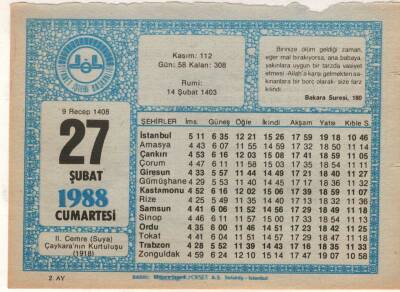 Kasım: 112
Gün: 58 Kalan: 308
Rumi:
14 Şubat 1403
Birinize ölüm geldiği zaman,
eğer mal bırakıyorsa, ana babaya,
yakınlara uygun bir tarzda vasiyet
etmesi -Allah'a karşı gelmekten sa-
kınanlara bir borç olarak- size farz
kılındı.
Bakara Suresi, 180
9 Recep 1408
27
ŞUBAT
1988
CUMARTESİ
II. Cemre (Suya)
Çaykara'nın Kurtuluşu
(1918)
2. AY
ŞEHİRLER İms. Güneş Öğle İkindi Akşam Yatsı Kıble S.
İstanbul 5 11 6 35 12 21 15 26 17 59 19 18 10 46
Amasya 4 43 6 07 11 55 14 59 17 32 18 50 11 14
Çankırı 4 53 6 16 12 03 15 08 17 41 18 59 11 05
Çorum 4 47 6 11 11 58 15 03 17 35 18 54 11 11
Giresun 4 33 5 57 11 44 14 49 17 21 18 40 11 27
Gümüşhane 4 29 5 53 11 40 14 45 17 17 18 36 11 32
Kastamonu 4 52 6 16 12 02 15 06 17 39 18 59 11 07
Rize 4 25 5 49 11 35 14 40 17 13 18 32
Samsun 4 41 6 06 11 52 14 56 17 29 18 49 11 18
Sinop 4 46 6 11 11 57 15 00 17 33 18 54 11 13
Ordu 4 35 6 00 11 46 14 51 17 23 18 42
Tokat 4 41 6 04 11 51 14 57 17 29 18 47
Trabzon 4 28 5 52 11 39 14 43 17 16 18 35 11 33
Zonguldak 4 59 6 24 12 10 15 14 17 47 19 07 10 58